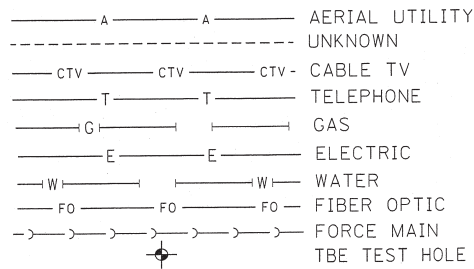 A A AERIAL UTILITY
UNKNOWN
CTV CTV CTV CABLE TV
T T TELEPHONE
G GAS
E E ELECTRIC
W W WATER
FO FO FO FIBER OPTIC
FORCE MAIN
TBE TEST HOLE